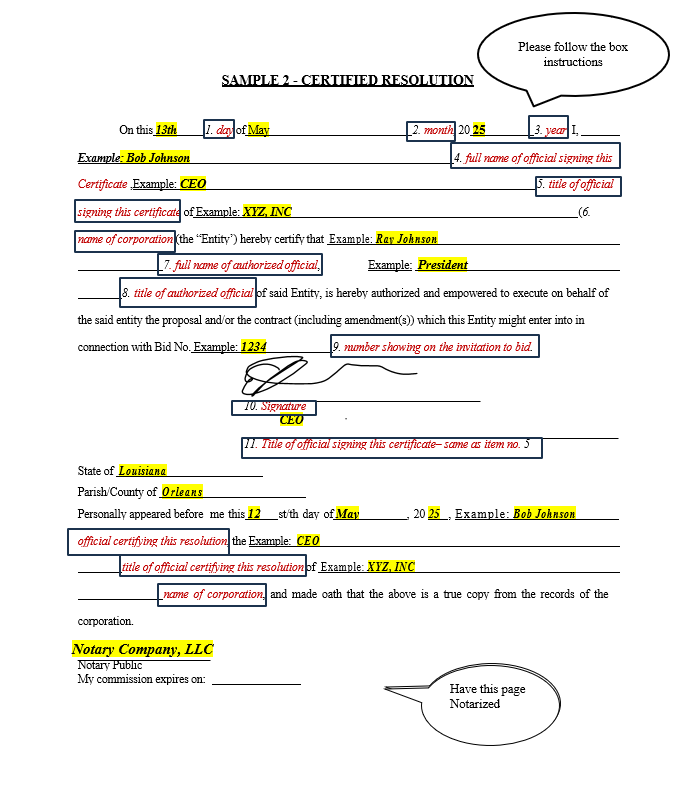 Please follow the box
instructions
SAMPLE 2 - CERTIFIED RESOLUTION
On this 13th 1. day of May 2. month 20 25 3. year I,
Example: Bob Johnson 4. full name of official signing this
Certificate ,Example: CEO 5. title of official
signing this certificate of Example: XYZ, INC (6.
name of corporation (the “Entity’) hereby certify that Example: Ray Johnson
7. full name of authorized official, Example: President
8. title of authorized official of said Entity, is hereby authorized and empowered to execute on behalf of
the said entity the proposal and/or the contract (including amendment(s)) which this Entity might enter into in
connection with Bid No. Example: 1234 9. number showing on the invitation to bid.
10. Signature
CEO
11. Title of official signing this certificate– same as item no. 5
State of Louisiana
Parish/County of Orleans
Personally appeared before me this 12 st/th day of May , 20 25 , Example: Bob Johnson
official certifying this resolution, the Example: CEO
title of official certifying this resolution of Example: XYZ, INC
name of corporation, and made oath that the above is a true copy from the records of the
corporation.
Notary Company, LLC
Notary Public
My commission expires on:
Have this page
Notarized